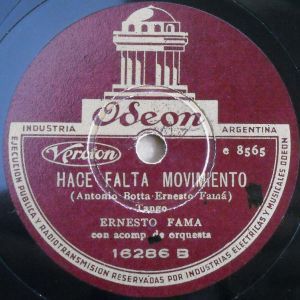 Odeon
INDUSTRIA ARGENTINA
Version e 8565
HACE FALTA MOVIMIENTO
(Antonio Botta-Ernesto Famá)
Tango
ERNESTO FAMA
con acomp de orquesta
16286 B
EJECUCION PUBLICA Y RADIOTRANSMISION RESERVADAS POR INDUSTRIAS ELECTRICAS Y MUSICALES ODEON